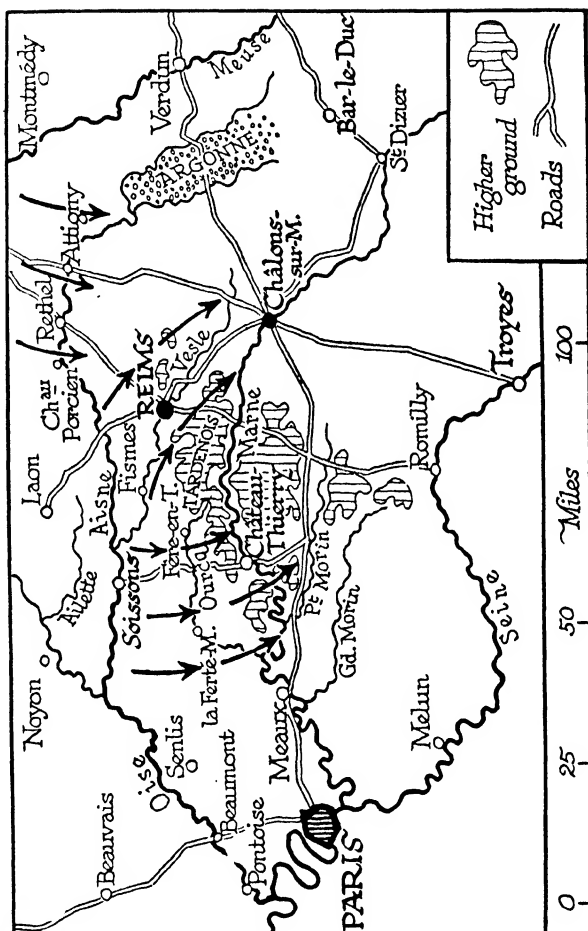 Montmédy
Verdun
Meuse
Attigny
ARGONNE
Bar-le-Duc
St Dizier
Rethel
Chau
Porcien
REIMS
Vesle
Châlons-
sur-M.
Laon
Aisne
Fismes
TARDENOIS
Fère-en-T.
Marne
Château-
Thierry
Troyes
Romilly
Ailette
Soissons
Ourcq
la Ferté-M.
Pt Morin
Gd. Morin
Seine
Noyon
Oise
Senlis
Meaux
Melun
Beauvais
Beaumont
Pontoise
PARIS
Higher
ground
Roads
0 25 50 Miles 100